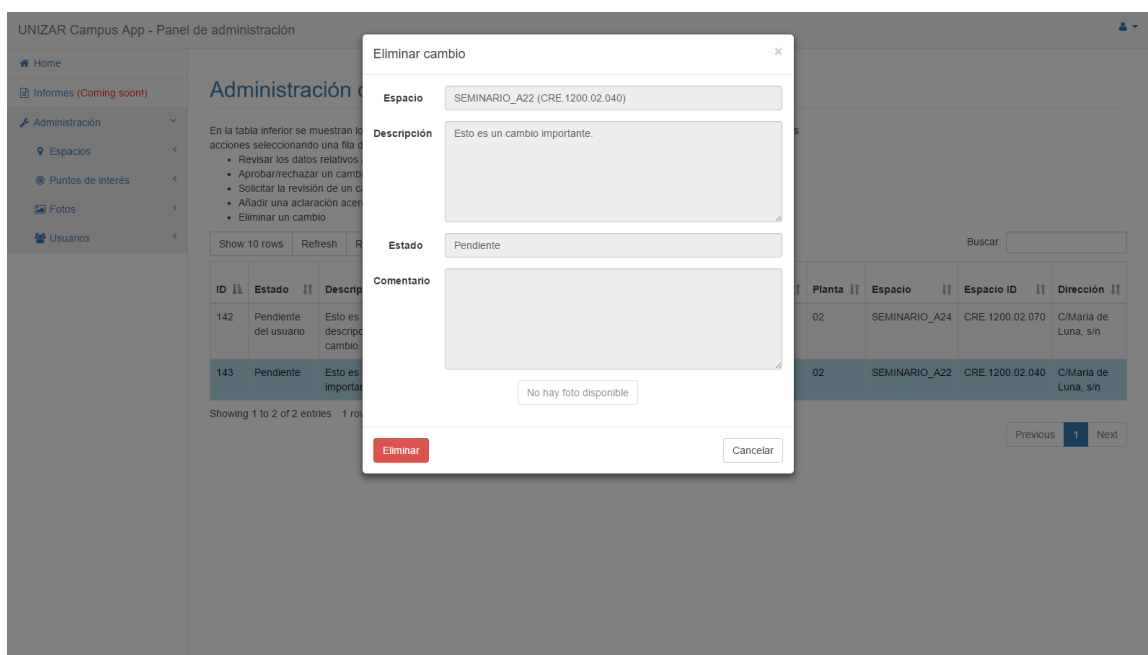 UNIZAR Campus App - Panel de administración
Home
Informes (Coming soon!)
Administración
Espacios
Puntos de interés
Fotos
Usuarios
Administración
En la tabla inferior se muestran
acciones seleccionando una fila
Revisar los datos relativos
Aprobar/rechazar un
Solicitar la revisión de un
Añadir una aclaración
Eliminar un cambio
Show 10 rows
Refresh
Buscar:
ID
Estado
Planta
Espacio
Espacio ID
Dirección
142
Pendiente del usuario
Esto es
cambio.
02
SEMINARIO_A24
CRE.1200.02.070
C/Maria de Luna, s/n
143
Pendiente
Esto es
02
SEMINARIO_A22
CRE.1200.02.040
C/Maria de Luna, s/n
Showing 1 to 2 of 2 entries 1
Previous
1
Next
Eliminar cambio
×
Espacio
SEMINARIO_A22 (CRE.1200.02.040)
Descripción
Esto es un cambio importante.
Estado
Pendiente
Comentario
No hay foto disponible
Eliminar
Cancelar